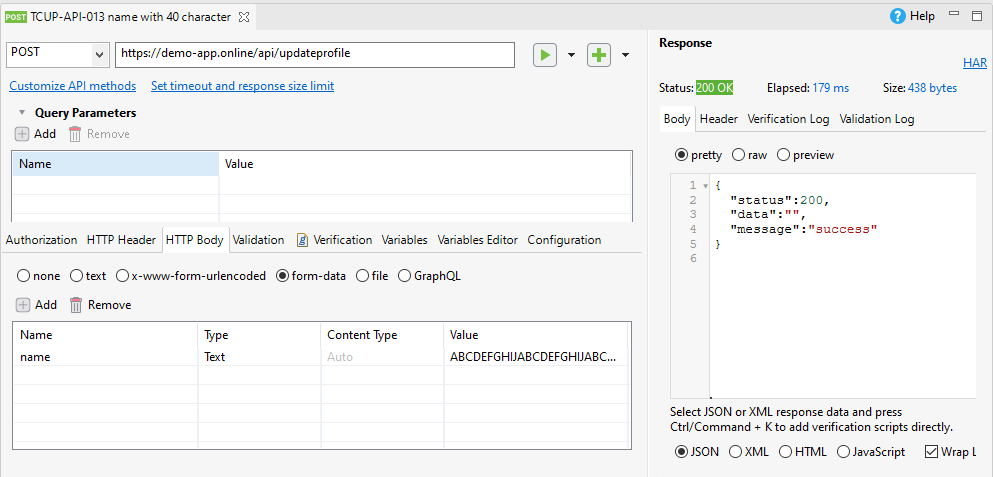 POST TCUP-API-013 name with 40 character
Help
POST https://demo-app.online/api/updateprofile
Customize API methods Set timeout and response size limit
Query Parameters
Add Remove
Name Value
Authorization HTTP Header HTTP Body Validation Verification Variables Variables Editor Configuration
none text x-www-form-urlencoded form-data file GraphQL
Add Remove
Name Type Content Type Value
name Text Auto ABCDEFGHIJABCDEFGHIJABC...
Response
HAR
Status: 200 OK Elapsed: 179 ms Size: 438 bytes
Body Header Verification Log Validation Log
pretty raw preview
1 {
2 "status":200,
3 "data":"",
4 "message":"success"
5 }
6
Select JSON or XML response data and press
Ctrl/Command + K to add verification scripts directly.
JSON XML HTML JavaScript Wrap L